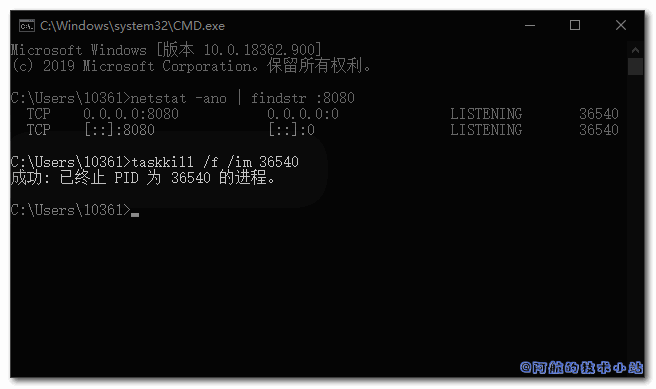 C:\Windows\system32\CMD.exe
Microsoft Windows [版本 10.0.18362.900]
(c) 2019 Microsoft Corporation。保留所有权利。
C:\Users\10361>netstat -ano | findstr :8080
TCP 0.0.0.0:8080 0.0.0.0:0 LISTENING 36540
TCP [::]:8080 [::]:0 LISTENING 36540
C:\Users\10361>taskkill /f /im 36540
成功: 已终止 PID 为 36540 的进程。
C:\Users\10361>
@阿航的技术小站